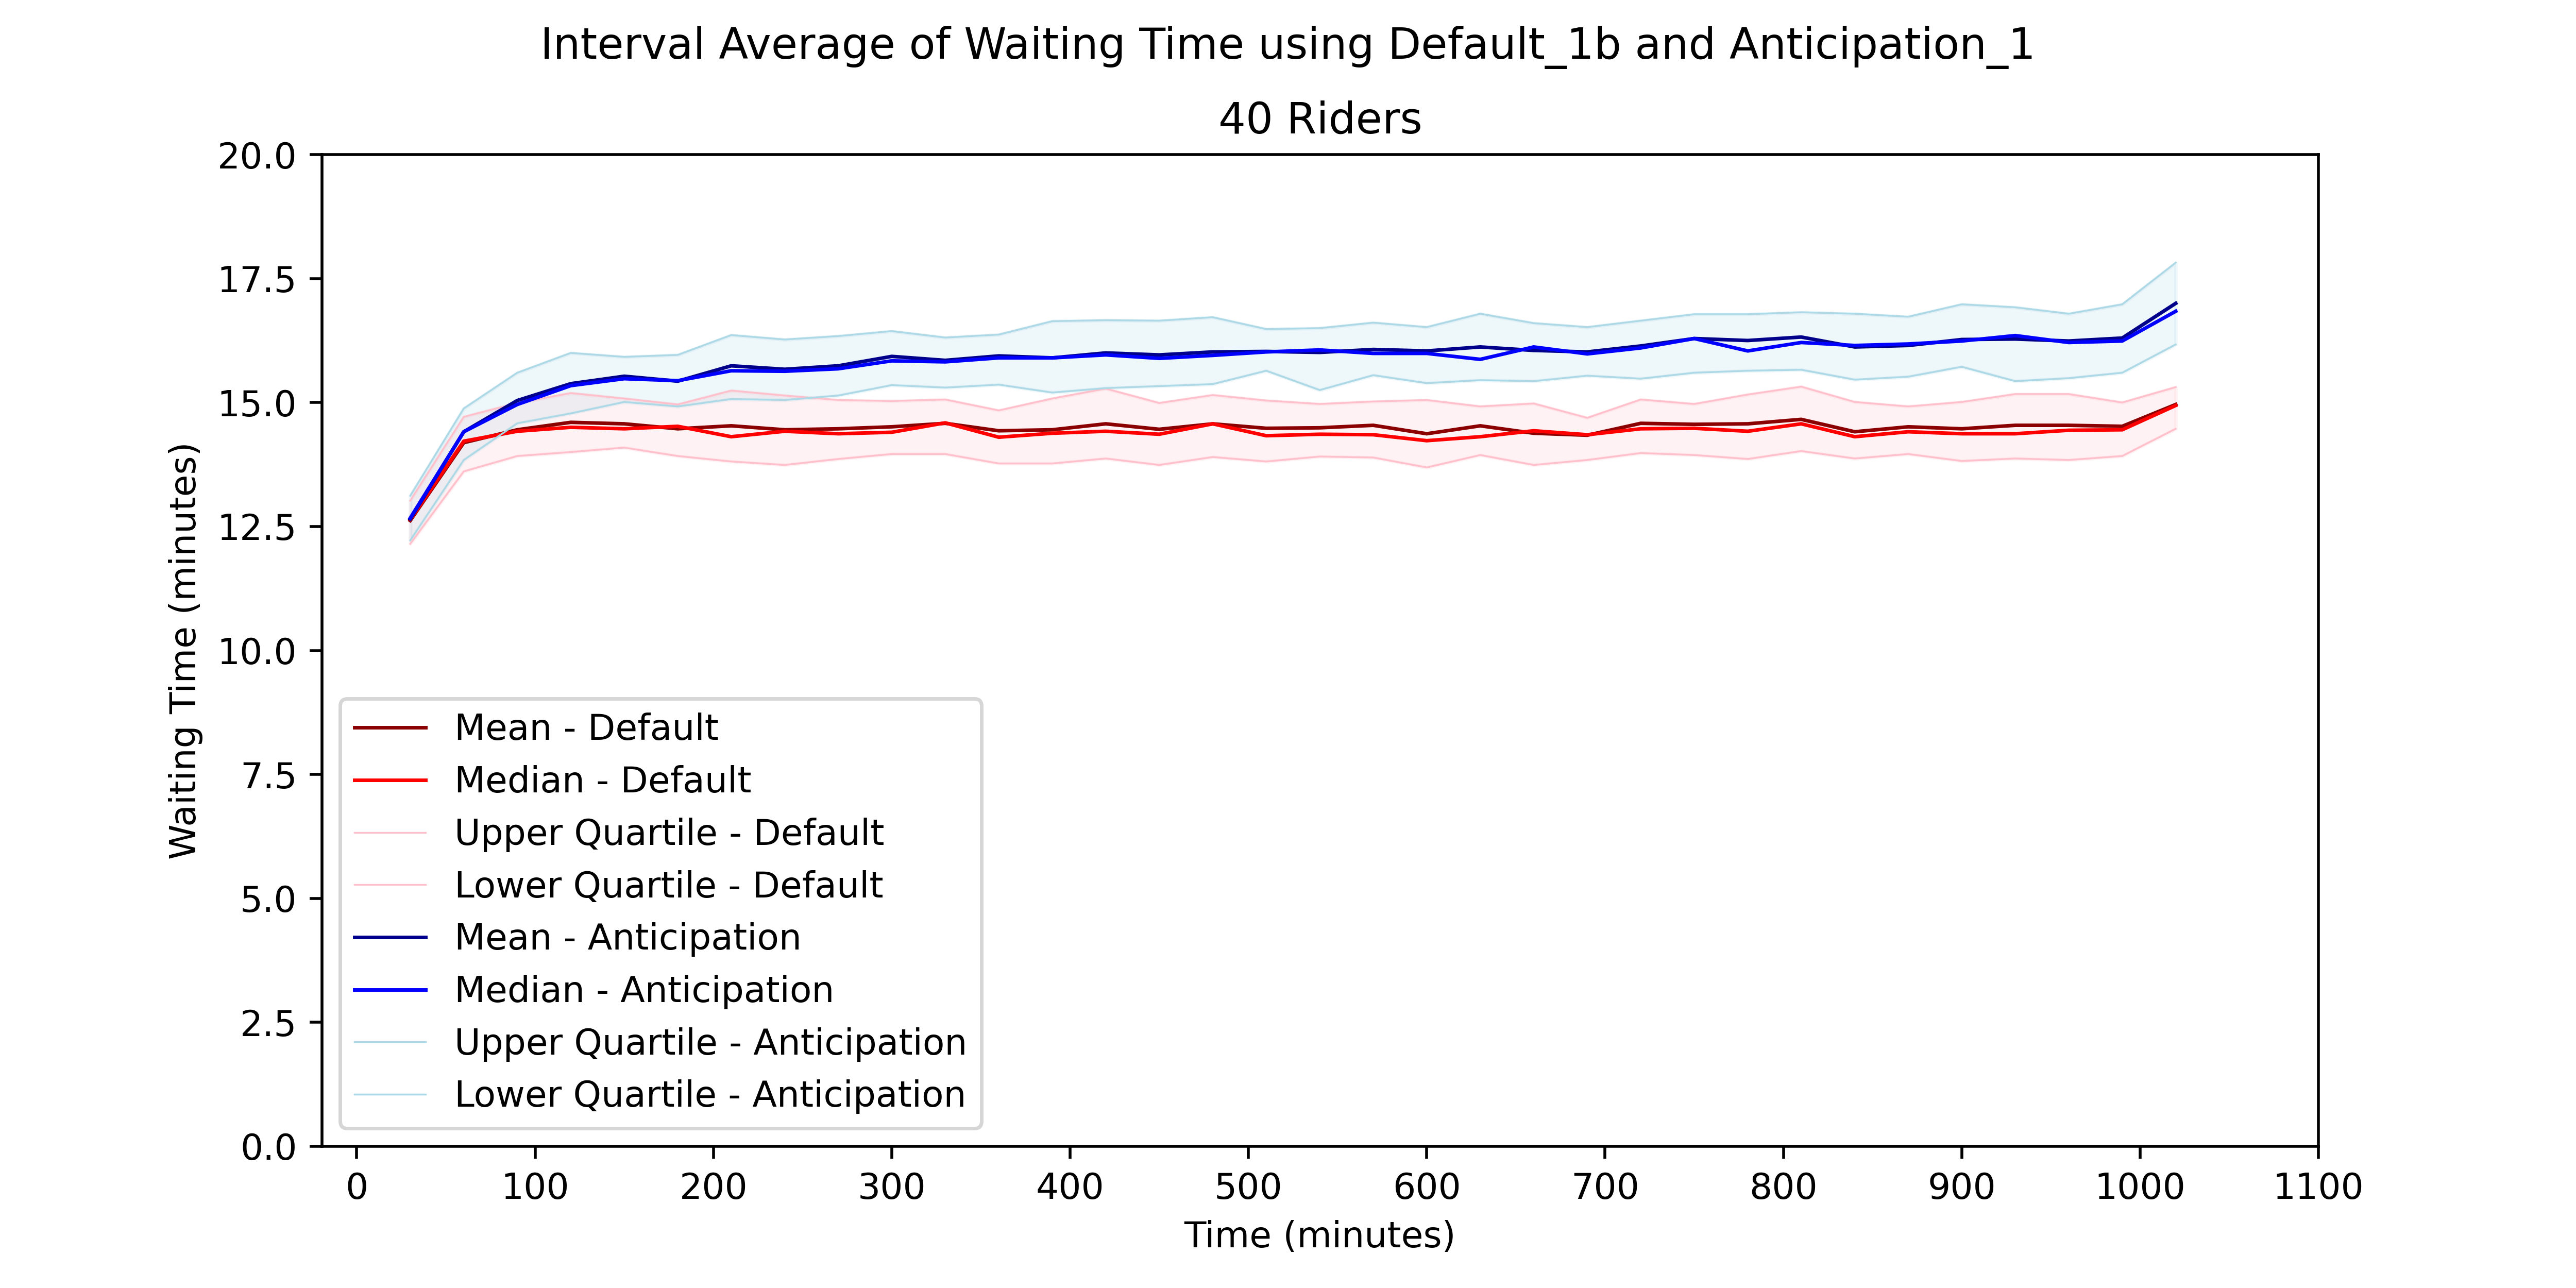 Interval Average of Waiting Time using Default_1b and Anticipation_1
40 Riders
20.0
17.5
15.0
12.5
10.0
7.5
5.0
2.5
0.0
Waiting Time (minutes)
Mean - Default
Median - Default
Upper Quartile - Default
Lower Quartile - Default
Mean - Anticipation
Median - Anticipation
Upper Quartile - Anticipation
Lower Quartile - Anticipation
0 100 200 300 400 500 600 700 800 900 1000 1100
Time (minutes)